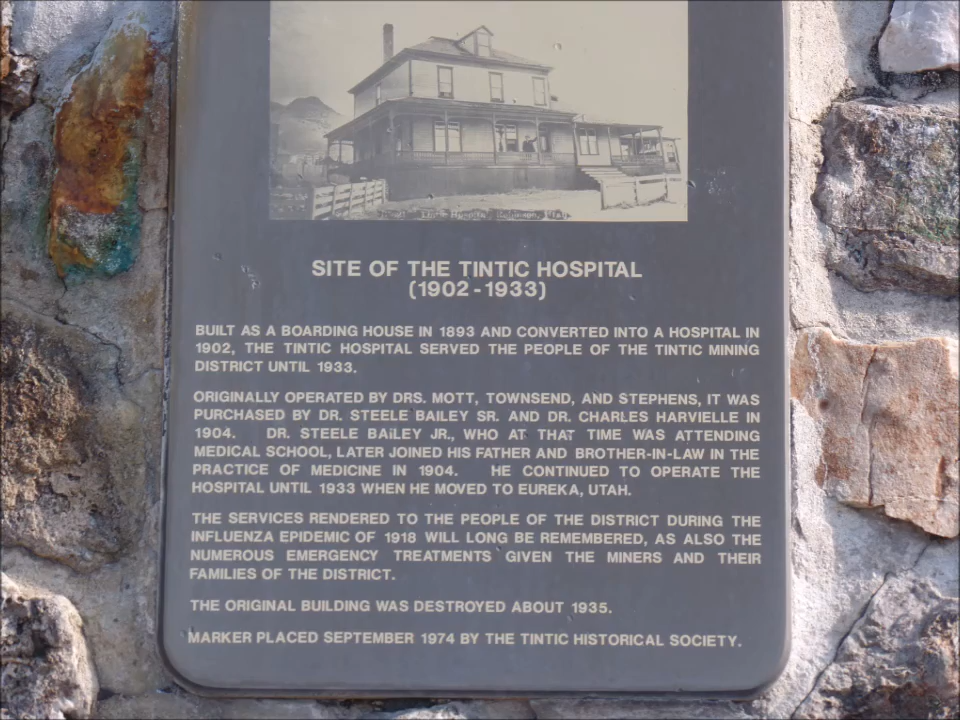 SITE OF THE TINTIC HOSPITAL
(1902-1933)
BUILT AS A BOARDING HOUSE IN 1893 AND CONVERTED INTO A HOSPITAL IN
1902, THE TINTIC HOSPITAL SERVED THE PEOPLE OF THE TINTIC MINING
DISTRICT UNTIL 1933.
ORIGINALLY OPERATED BY DRS. MOTT, TOWNSEND, AND STEPHENS, IT WAS
PURCHASED BY DR. STEELE BAILEY SR. AND DR. CHARLES HARVIELLE IN
1904. DR. STEELE BAILEY JR., WHO AT THAT TIME WAS ATTENDING
MEDICAL SCHOOL, LATER JOINED HIS FATHER AND BROTHER-IN-LAW IN THE
PRACTICE OF MEDICINE IN 1904. HE CONTINUED TO OPERATE THE
HOSPITAL UNTIL 1933 WHEN HE MOVED TO EUREKA, UTAH.
THE SERVICES RENDERED TO THE PEOPLE OF THE DISTRICT DURING THE
INFLUENZA EPIDEMIC OF 1918 WILL LONG BE REMEMBERED, AS ALSO THE
NUMEROUS EMERGENCY TREATMENTS GIVEN THE MINERS AND THEIR
FAMILIES OF THE DISTRICT.
THE ORIGINAL BUILDING WAS DESTROYED ABOUT 1935.
MARKER PLACED SEPTEMBER 1974 BY THE TINTIC HISTORICAL SOCIETY.